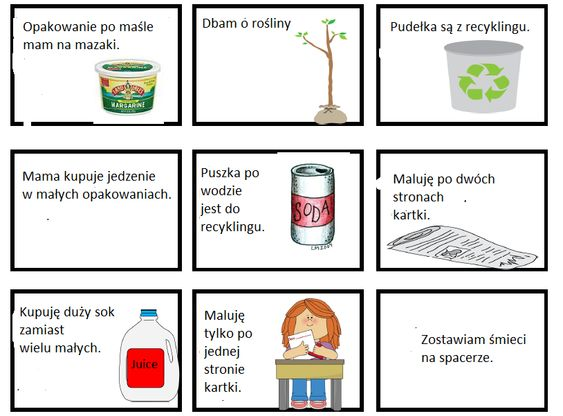 Opakowanie po maśle
mam na mazaki.
MARGARINE
Dbam ó rośliny
Pudełka są z recyklingu.
Mama kupuje jedzenie
w małych opakowaniach.
Puszka po
wodzie
jest do
recyklingu.
SODA
Maluję po dwóch
stronach
kartki.
Kupuję duży sok
zamiast
wielu małych.
Juice
Maluję
tylko po
jednej
stronie
kartki.
Zostawiam śmieci
na spacerze.